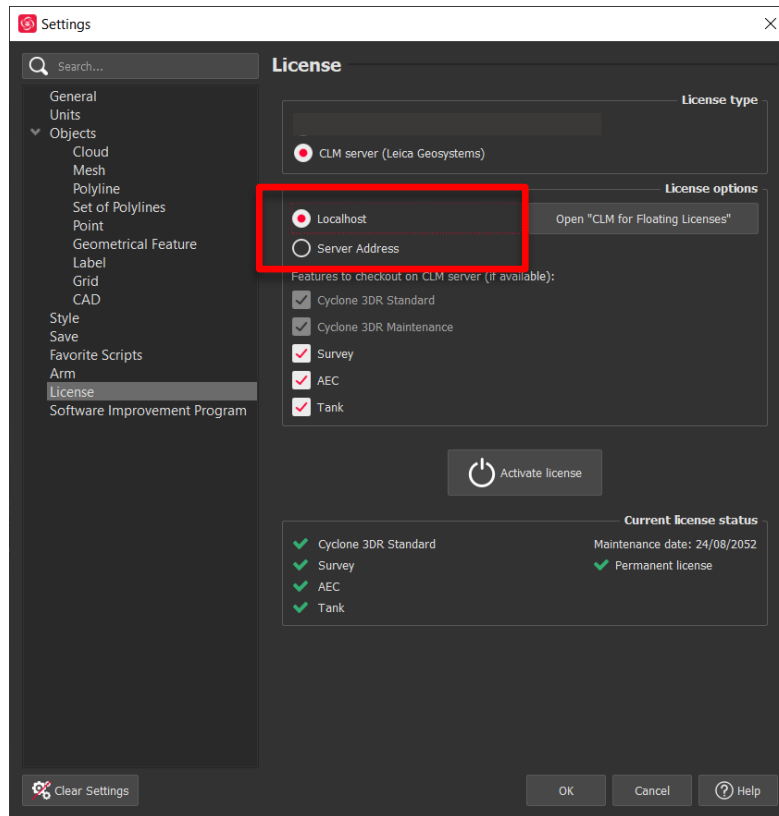 Settings
Search...
General
Units
Objects
Cloud
Mesh
Polyline
Set of Polylines
Point
Geometrical Feature
Label
Grid
CAD
Style
Save
Favorite Scripts
Arm
License
Software Improvement Program
License
License type
CLM server (Leica Geosystems)
License options
Localhost
Open "CLM for Floating Licenses"
Server Address
Features to checkout on CLM server (if available):
Cyclone 3DR Standard
Cyclone 3DR Maintenance
Survey
AEC
Tank
Activate license
Current license status
Cyclone 3DR Standard
Maintenance date: 24/08/2052
Survey
Permanent license
AEC
Tank
Clear Settings
OK
Cancel
Help